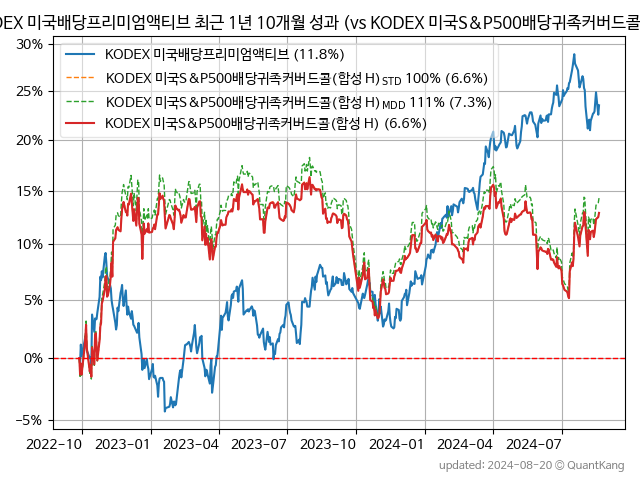 DEX 미국배당프리미엄액티브 최근 1년 10개월 성과 (vs KODEX 미국S&P500배당귀족커버드콜
30%
KODEX 미국배당프리미엄액티브 (11.8%)
KODEX 미국S&P500배당귀족커버드콜(합성 H) STD 100% (6.6%)
25%
KODEX 미국S&P500배당귀족커버드콜(합성 H) MDD 111% (7.3%)
KODEX 미국S&P500배당귀족커버드콜(합성 H) (6.6%)
20%
15%
10%
5%
0%
−5%
2022-10 2023-01 2023-04 2023-07 2023-10 2024-01 2024-04 2024-07
updated: 2024-08-20 © QuantKang